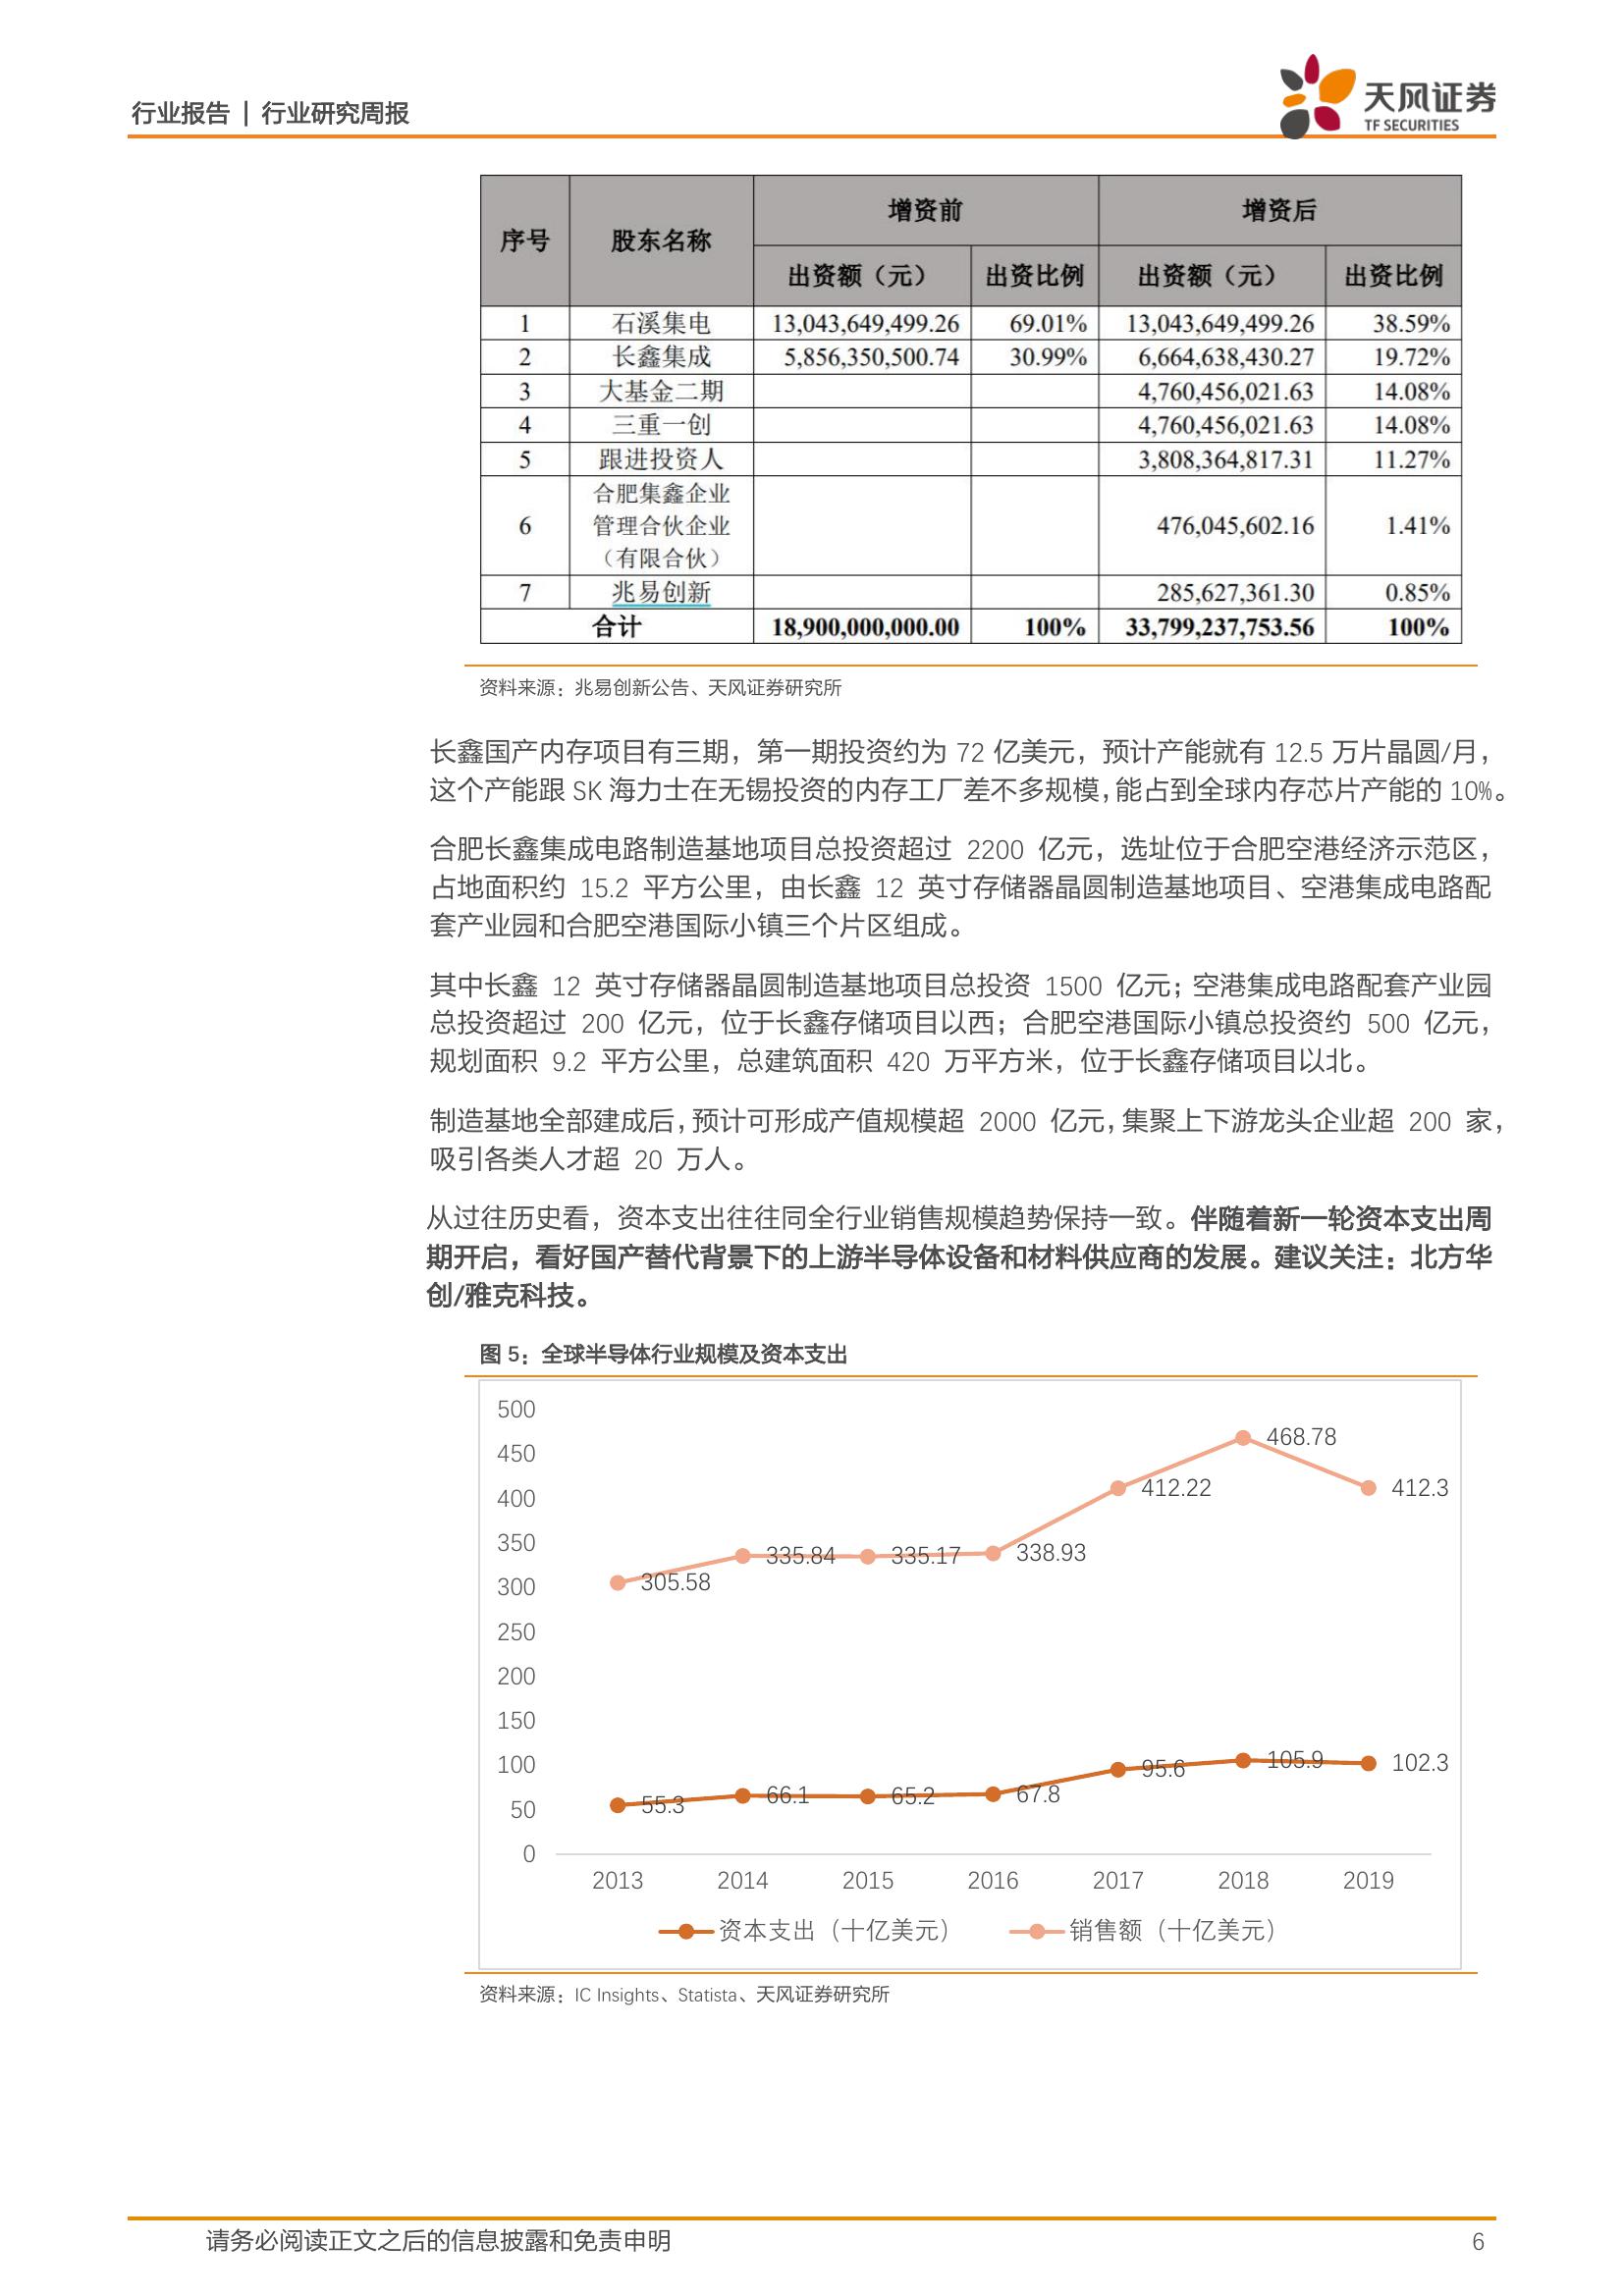 行业报告 | 行业研究周报
天风证券
TF SECURITIES
序号 股东名称 增资前 增资后
出资额（元） 出资比例 出资额（元） 出资比例
1 石溪集电 13,043,649,499.26 69.01% 13,043,649,499.26 38.59%
2 长鑫集成 5,856,350,500.74 30.99% 6,664,638,430.27 19.72%
3 大基金二期 4,760,456,021.63 14.08%
4 三重一创 4,760,456,021.63 14.08%
5 跟进投资人 3,808,364,817.31 11.27%
合肥集鑫企业
6 管理合伙企业 476,045,602.16 1.41%
（有限合伙）
7 兆易创新 285,627,361.30 0.85%
合计 18,900,000,000.00 100% 33,799,237,753.56 100%
资料来源：兆易创新公告、天风证券研究所
长鑫国产内存项目有三期，第一期投资约为 72 亿美元，预计产能就有 12.5 万片晶圆/月，
这个产能跟 SK 海力士在无锡投资的内存工厂差不多规模，能占到全球内存芯片产能的 10%。
合肥长鑫集成电路制造基地项目总投资超过 2200 亿元，选址位于合肥空港经济示范区，
占地面积约 15.2 平方公里，由长鑫 12 英寸存储器晶圆制造基地项目、空港集成电路配
套产业园和合肥空港国际小镇三个片区组成。
其中长鑫 12 英寸存储器晶圆制造基地项目总投资 1500 亿元；空港集成电路配套产业园
总投资超过 200 亿元，位于长鑫存储项目以西；合肥空港国际小镇总投资约 500 亿元，
规划面积 9.2 平方公里，总建筑面积 420 万平方米，位于长鑫存储项目以北。
制造基地全部建成后，预计可形成产值规模超 2000 亿元，集聚上下游龙头企业超 200 家，
吸引各类人才超 20 万人。
从过往历史看，资本支出往往同全行业销售规模趋势保持一致。伴随着新一轮资本支出周
期开启，看好国产替代背景下的上游半导体设备和材料供应商的发展。建议关注：北方华
创/雅克科技。
图 5：全球半导体行业规模及资本支出
500
450
400
350
300
250
200
150
100
50
0
305.58
335.84
335.17
338.93
412.22
468.78
412.3
55.3
66.1
65.2
67.8
95.6
105.9
102.3
2013 2014 2015 2016 2017 2018 2019
资本支出（十亿美元） 销售额（十亿美元）
资料来源：IC Insights、Statista、天风证券研究所
请务必阅读正文之后的信息披露和免责申明 6